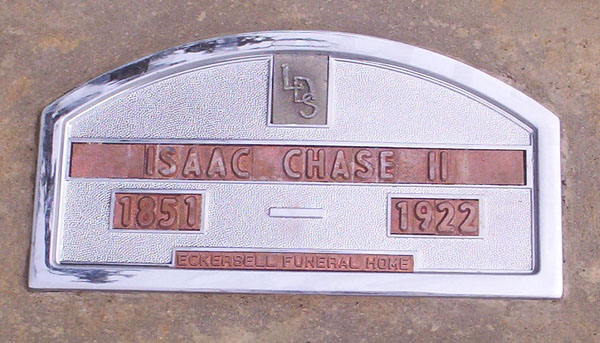 LDS
ISAAC CHASE II
1851 — 1922
ECKERSELL FUNERAL HOME